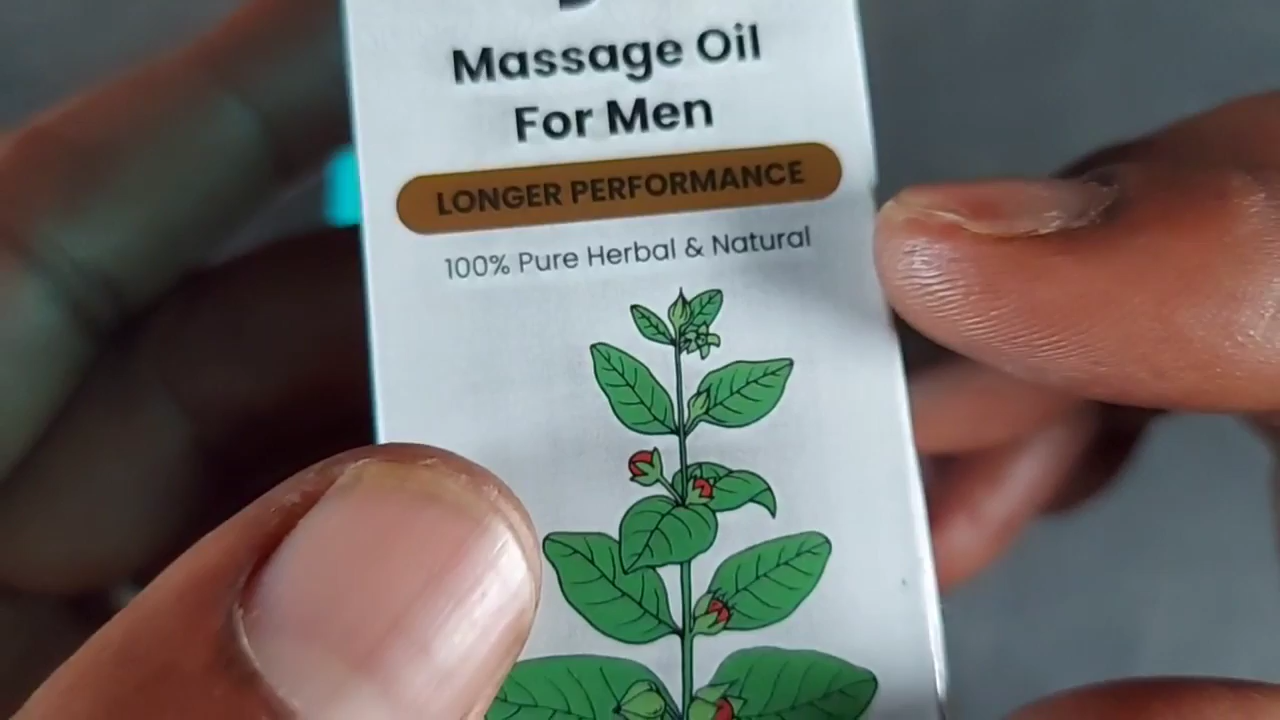 Massage Oil
For Men
LONGER PERFORMANCE
100% Pure Herbal & Natural